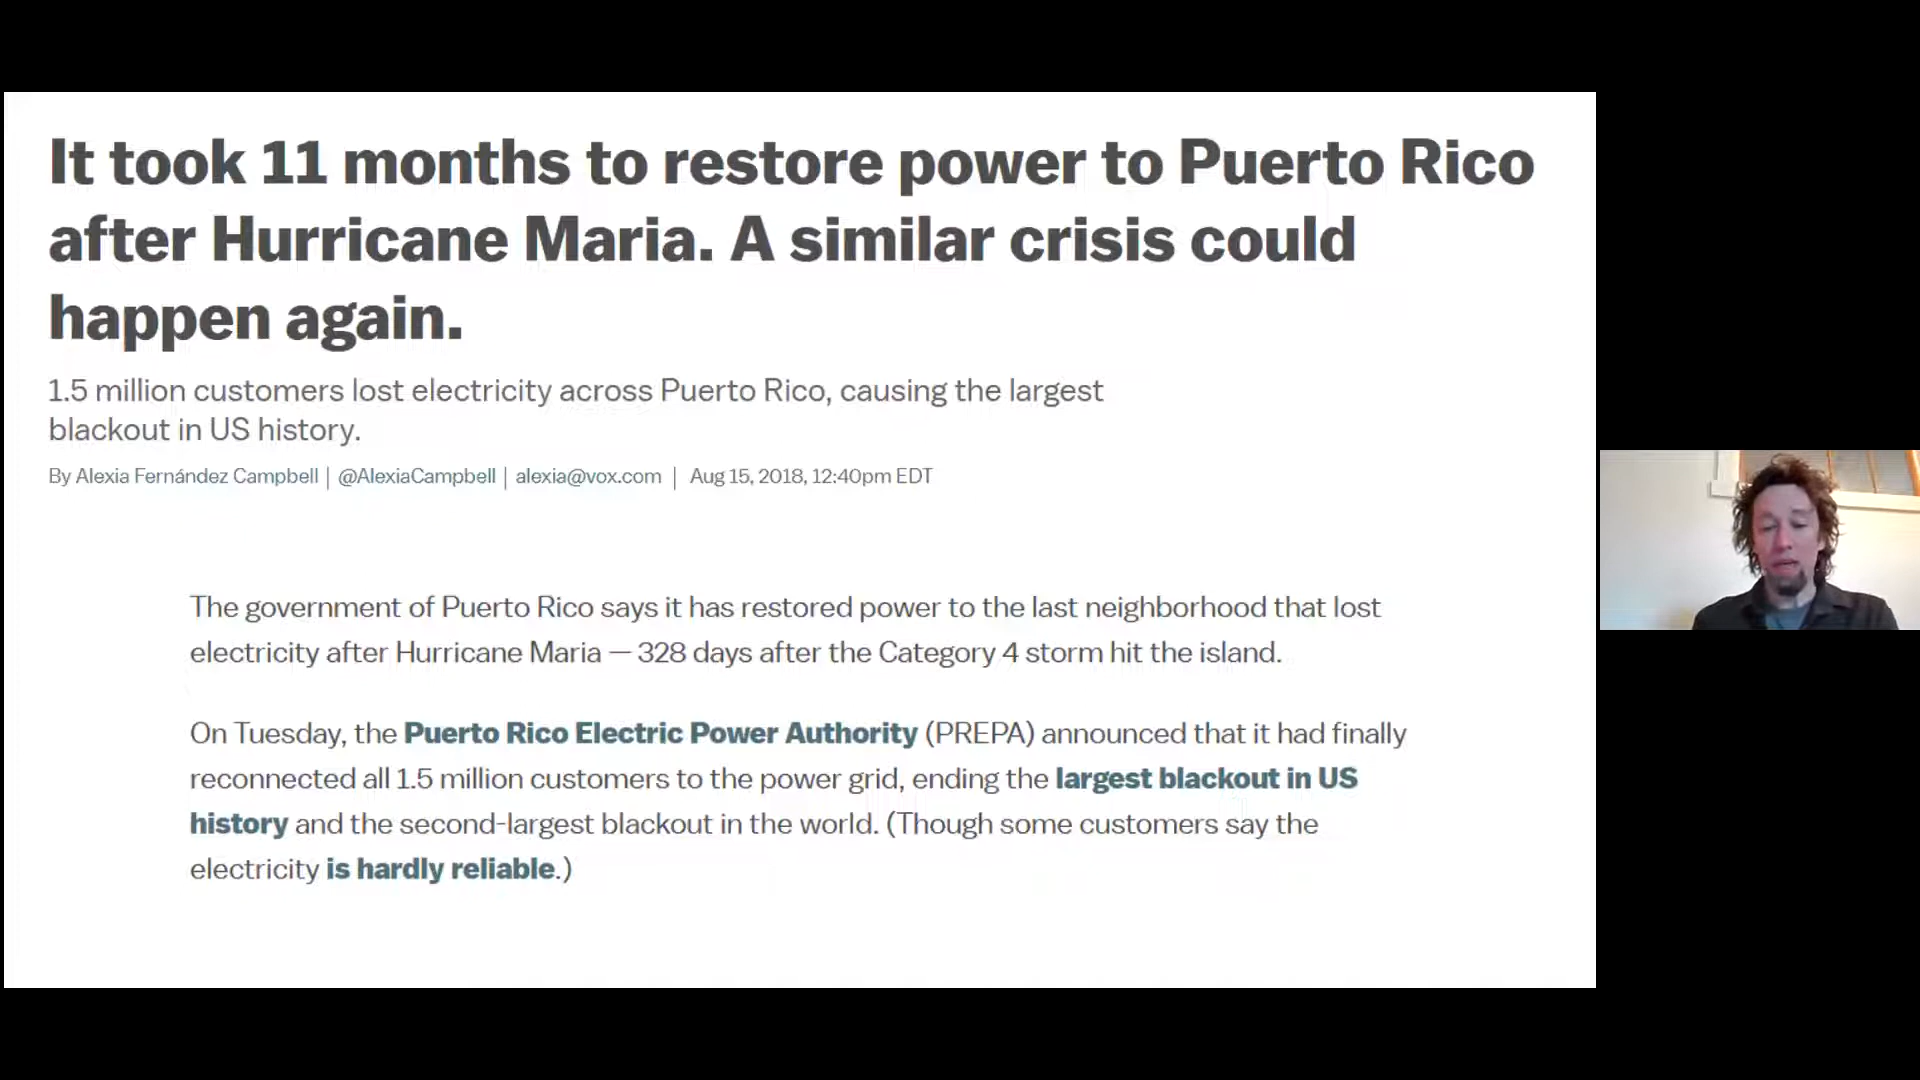 It took 11 months to restore power to Puerto Rico
after Hurricane Maria. A similar crisis could
happen again.
1.5 million customers lost electricity across Puerto Rico, causing the largest
blackout in US history.
By Alexia Fernández Campbell | @AlexiaCampbell | alexia@vox.com | Aug 15, 2018, 12:40pm EDT
The government of Puerto Rico says it has restored power to the last neighborhood that lost
electricity after Hurricane Maria — 328 days after the Category 4 storm hit the island.
On Tuesday, the Puerto Rico Electric Power Authority (PREPA) announced that it had finally
reconnected all 1.5 million customers to the power grid, ending the largest blackout in US
history and the second-largest blackout in the world. (Though some customers say the
electricity is hardly reliable.)